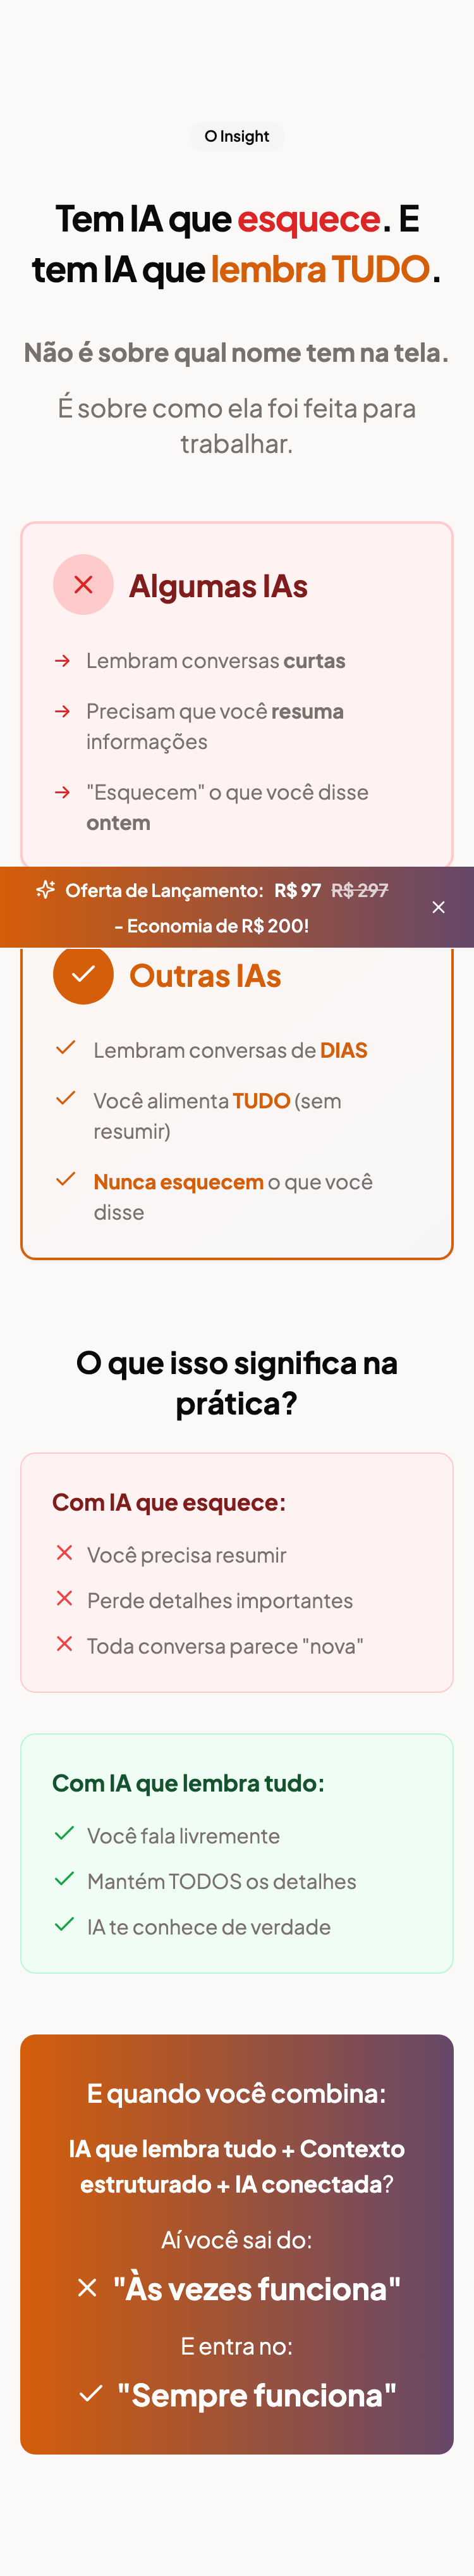 O Insight
Tem IA que esquece. E
tem IA que lembra TUDO.
Não é sobre qual nome tem na tela.
É sobre como ela foi feita para
trabalhar.
Algumas IAs
Lembram conversas curtas
Precisam que você resuma
informações
"Esquecem" o que você disse
ontem
Oferta de Lançamento: R$ 97 R$ 297
- Economia de R$ 200!
Outras IAs
Lembram conversas de DIAS
Você alimenta TUDO (sem
resumir)
Nunca esquecem o que você
disse
O que isso significa na
prática?
Com IA que esquece:
Você precisa resumir
Perde detalhes importantes
Toda conversa parece "nova"
Com IA que lembra tudo:
Você fala livremente
Mantém TODOS os detalhes
IA te conhece de verdade
E quando você combina:
IA que lembra tudo + Contexto
estruturado + IA conectada?
Aí você sai do:
"Às vezes funciona"
E entra no:
"Sempre funciona"